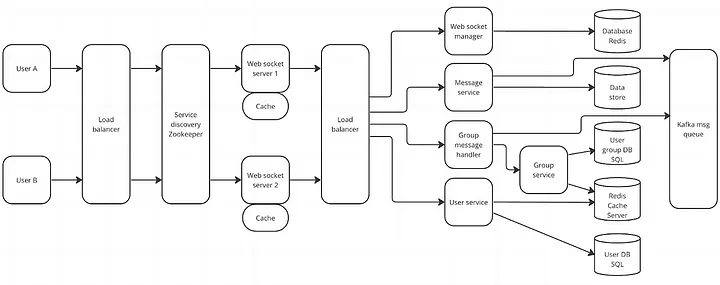 User A
User B
Load
balancer
Service
discovery
Zookeeper
Web socket
server 1
Cache
Web socket
server 2
Cache
Load
balancer
Web socket
manager
Message
service
Group
message
handler
User service
Group
service
Database
Redis
Data
store
User
group DB
SQL
Redis
Cache
Server
User DB
SQL
Kafka msg
queue